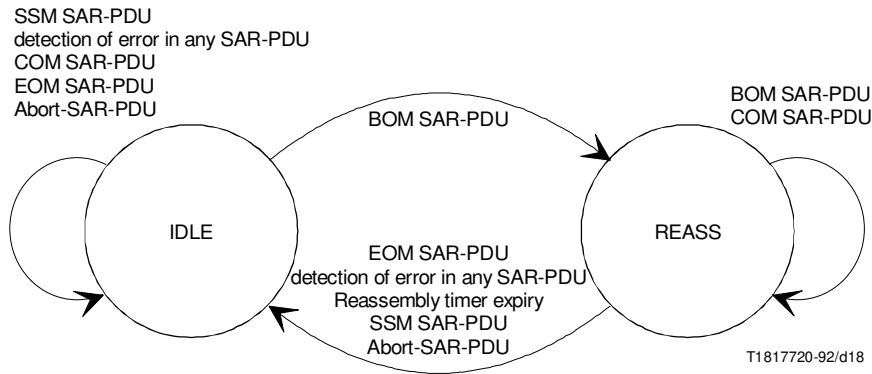 SSM SAR-PDU
detection of error in any SAR-PDU
COM SAR-PDU
EOM SAR-PDU
Abort-SAR-PDU
BOM SAR-PDU
BOM SAR-PDU
COM SAR-PDU
IDLE
REASS
EOM SAR-PDU
detection of error in any SAR-PDU
Reassembly timer expiry
SSM SAR-PDU
Abort-SAR-PDU
T1817720-92/d18